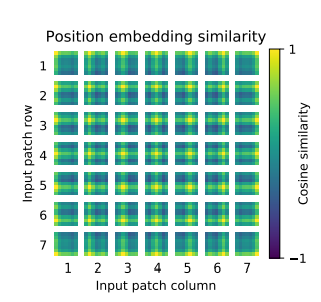 Position embedding similarity
1
2
3
4
5
6
7
Input patch row
1 2 3 4 5 6 7
Input patch column
1
−1
Cosine similarity